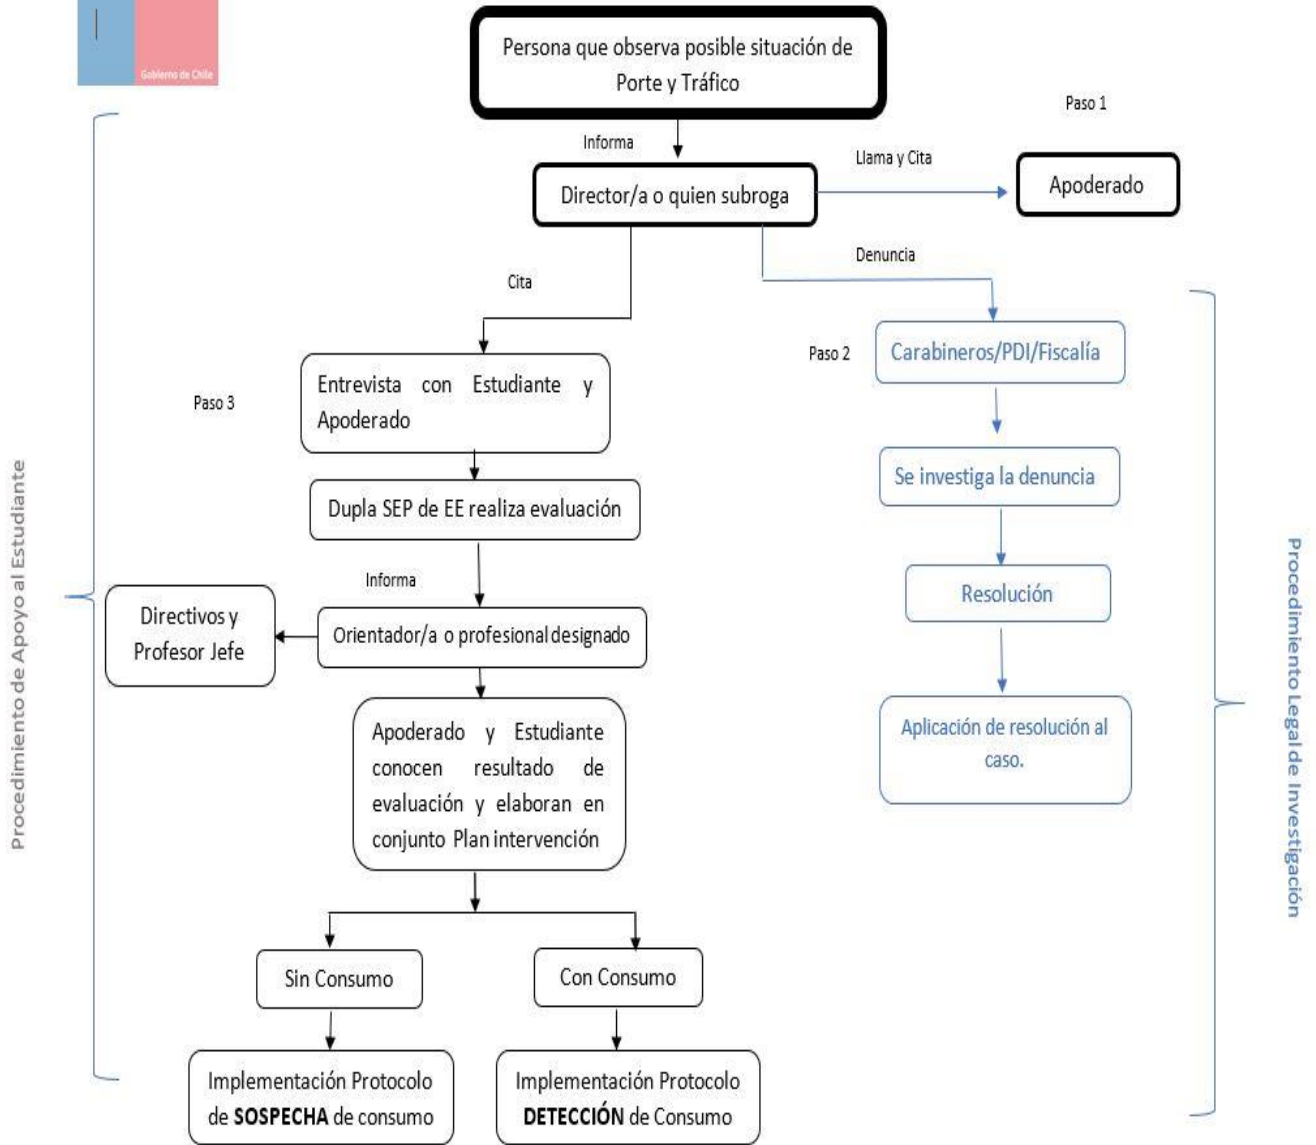 Gobierno de Chile
Persona que observa posible situación de
Porte y Tráfico
Paso 1
Informa
Llama y Cita
Director/a o quien subroga
Apoderado
Denuncia
Cita
Paso 2
Carabineros/PDI/Fiscalía
Paso 3
Entrevista con Estudiante y
Apoderado
Se investiga la denuncia
Dupla SEP de EE realiza evaluación
Informa
Resolución
Directivos y
Profesor Jefe
Orientador/a o profesional designado
Apoderado y Estudiante
conocen resultado de
evaluación y elaboran en
conjunto Plan intervención
Aplicación de resolución al
caso.
Sin Consumo
Con Consumo
Implementación Protocolo
de SOSPECHA de consumo
Implementación Protocolo
DETECCIÓN de Consumo
Procedimiento de Apoyo al Estudiante
Procedimiento Legal de Investigación